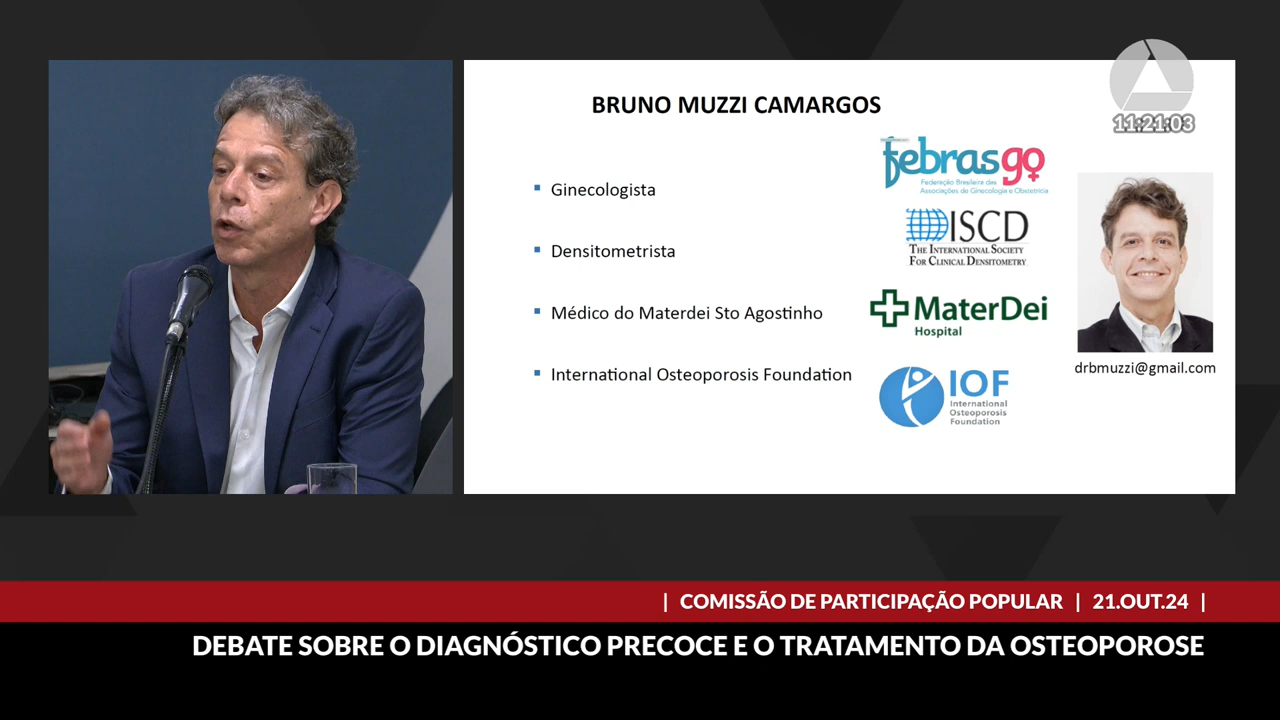 BRUNO MUZZI CAMARGOS
11:21:03
febrasgo
Federação Brasileira das
Associações de Ginecologia e Obstetrícia
Ginecologista
ISCD
THE INTERNATIONAL SOCIETY
FOR CLINICAL DENSITOMETRY
Densitometrista
MaterDei
Hospital
Médico do Materdei Sto Agostinho
drbmuzzi@gmail.com
International Osteoporosis Foundation
IOF
International
Osteoporosis
Foundation
| COMISSÃO DE PARTICIPAÇÃO POPULAR | 21.OUT.24 |
DEBATE SOBRE O DIAGNÓSTICO PRECOCE E O TRATAMENTO DA OSTEOPOROSE